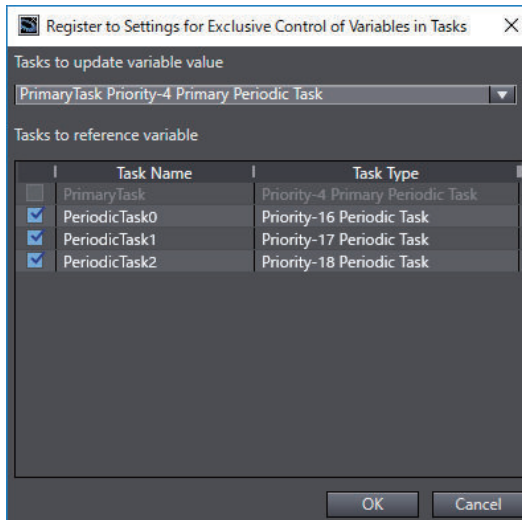 Register to Settings for Exclusive Control of Variables in Tasks
Tasks to update variable value
PrimaryTask Priority-4 Primary Periodic Task
Tasks to reference variable
Task Name Task Type
PrimaryTask Priority-4 Primary Periodic Task
PeriodicTask0 Priority-16 Periodic Task
PeriodicTask1 Priority-17 Periodic Task
PeriodicTask2 Priority-18 Periodic Task
OK Cancel